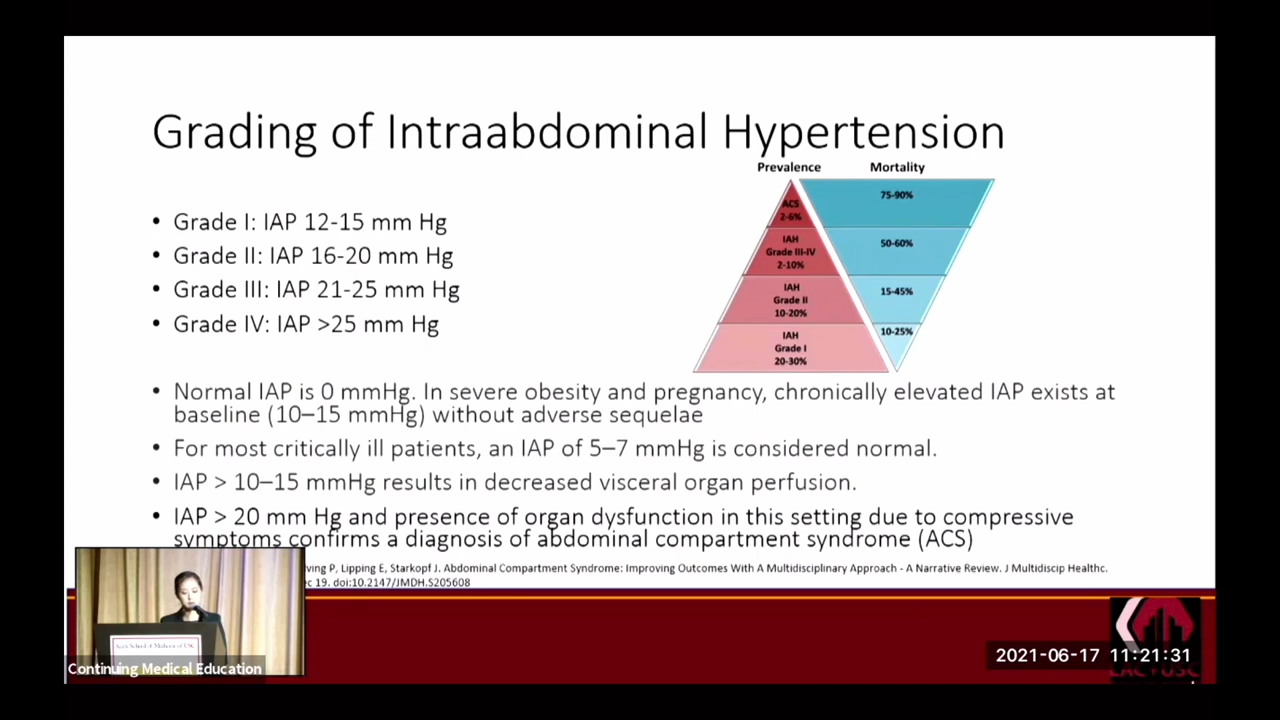 Grading of Intraabdominal Hypertension
Prevalence
Mortality
• Grade I: IAP 12-15 mm Hg
• Grade II: IAP 16-20 mm Hg
• Grade III: IAP 21-25 mm Hg
• Grade IV: IAP >25 mm Hg
ACS
2-6%
75-90%
IAH
Grade III-IV
2-10%
50-60%
IAH
Grade II
10-20%
15-45%
IAH
Grade I
20-30%
10-25%
• Normal IAP is 0 mmHg. In severe obesity and pregnancy, chronically elevated IAP exists at
baseline (10–15 mmHg) without adverse sequelae
• For most critically ill patients, an IAP of 5–7 mmHg is considered normal.
• IAP > 10–15 mmHg results in decreased visceral organ perfusion.
• IAP > 20 mm Hg and presence of organ dysfunction in this setting due to compressive
symptoms confirms a diagnosis of abdominal compartment syndrome (ACS)
P, Lipping E, Starkopf J. Abdominal Compartment Syndrome: Improving Outcomes With A Multidisciplinary Approach - A Narrative Review. J Multidiscip Healthc.
19. doi:10.2147/JMDH.S205608
Keck School of Medicine of USC
Continuing Medical Education
2021-06-17 11:21:31